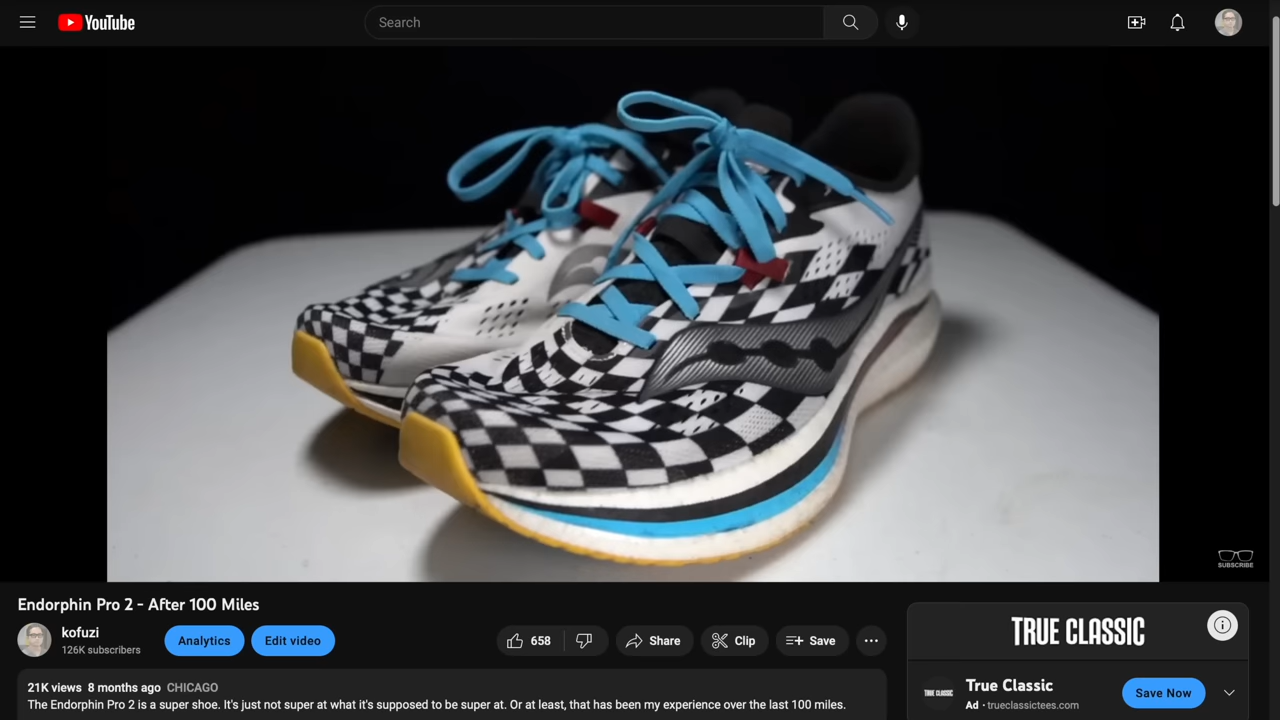 YouTube
Search
SUBSCRIBE
Endorphin Pro 2 - After 100 Miles
kofuzi
126K subscribers
Analytics
Edit video
658
Share
Clip
Save
21K views 8 months ago CHICAGO
The Endorphin Pro 2 is a super shoe. It's just not super at what it's supposed to be super at. Or at least, that has been my experience over the last 100 miles.
TRUE CLASSIC
TRUE CLASSIC
True Classic
Ad · trueclassictees.com
Save Now